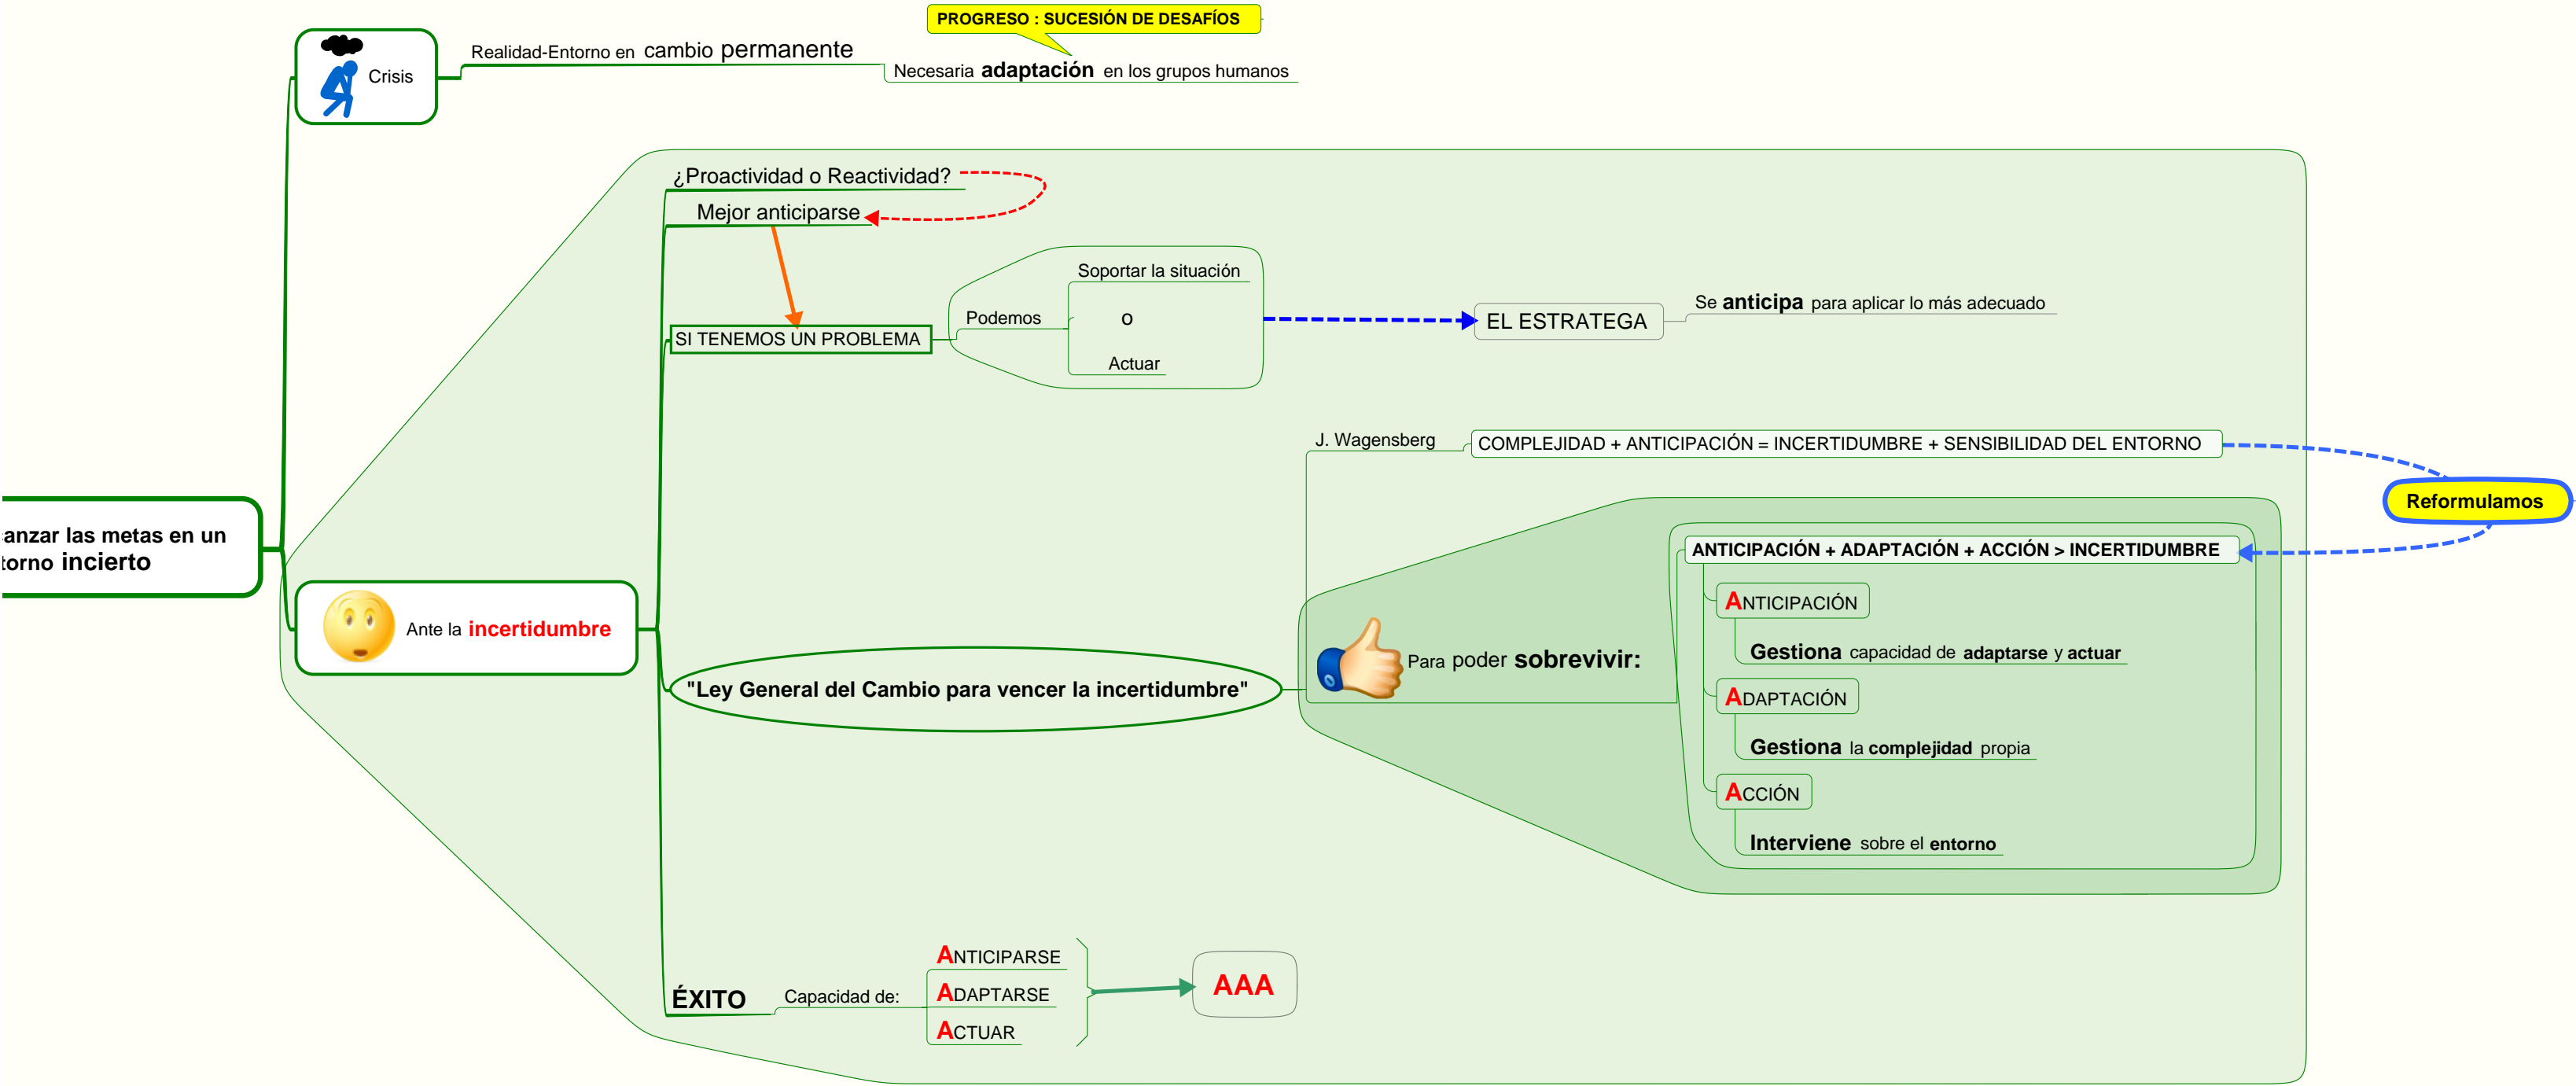 PROGRESO : SUCESIÓN DE DESAFÍOS
Crisis
Realidad-Entorno en cambio permanente
Necesaria adaptación en los grupos humanos
¿Proactividad o Reactividad?
Mejor anticiparse
SI TENEMOS UN PROBLEMA
Podemos
Soportar la situación
o
Actuar
EL ESTRATEGA
Se anticipa para aplicar lo más adecuado
las metas en un
incierto
Ante la incertidumbre
"Ley General del Cambio para vencer la incertidumbre"
J. Wagensberg
COMPLEJIDAD + ANTICIPACIÓN = INCERTIDUMBRE + SENSIBILIDAD DEL ENTORNO
Reformulamos
Para poder sobrevivir:
ANTICIPACIÓN + ADAPTACIÓN + ACCIÓN > INCERTIDUMBRE
ANTICIPACIÓN
Gestiona capacidad de adaptarse y actuar
ADAPTACIÓN
Gestiona la complejidad propia
ACCIÓN
Interviene sobre el entorno
ÉXITO
Capacidad de:
ANTICIPARSE
ADAPTARSE
ACTUAR
AAA